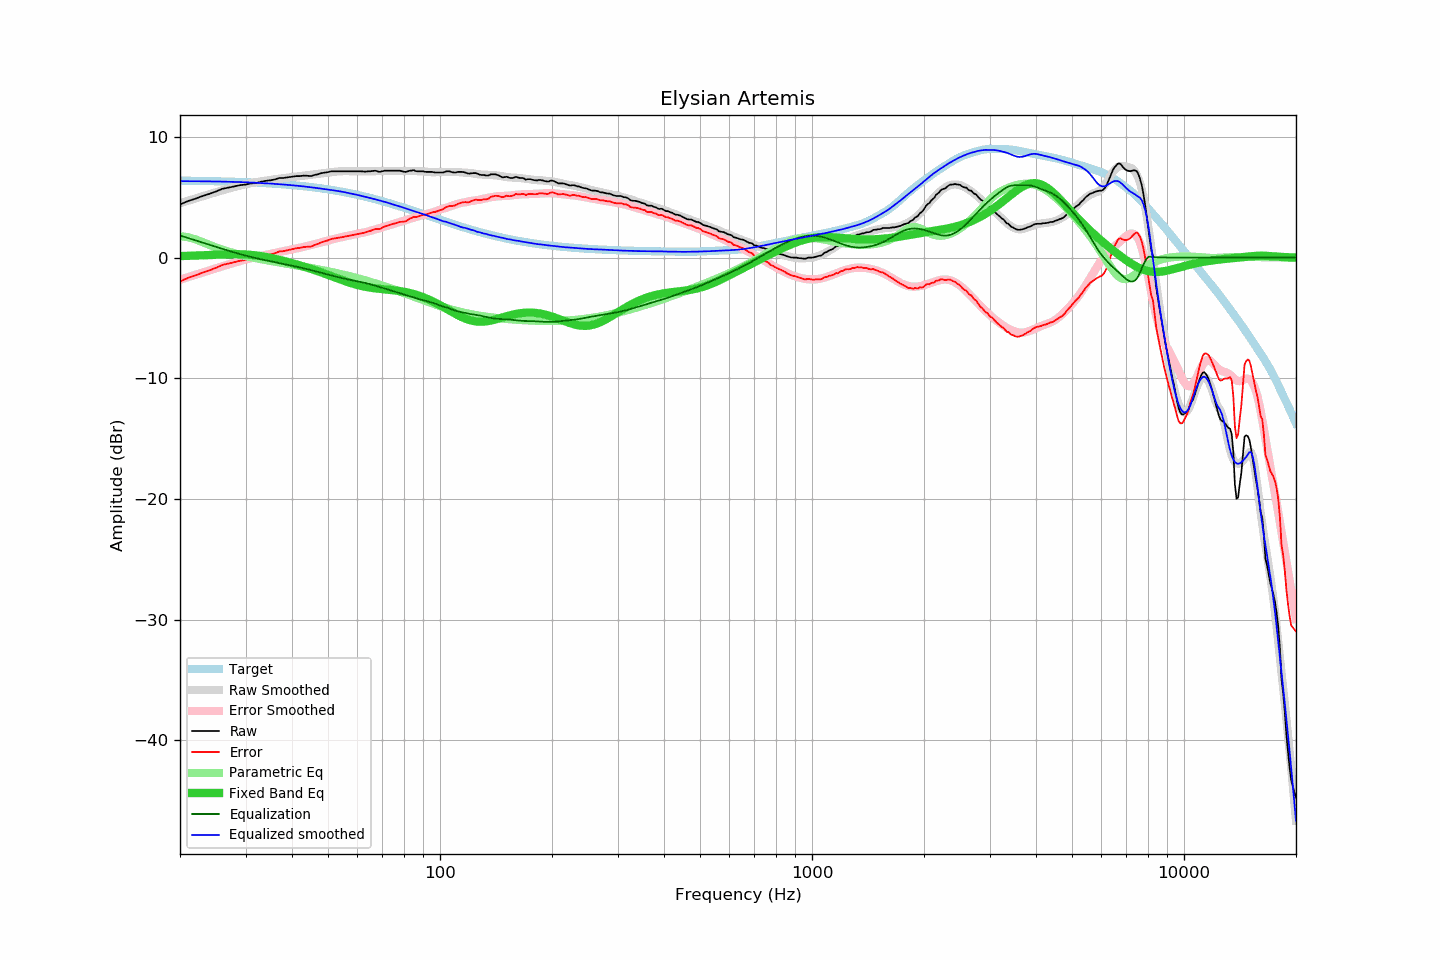 Elysian Artemis
10
0
−10
−20
−30
−40
Amplitude (dBr)
Target
Raw Smoothed
Error Smoothed
Raw
Error
Parametric Eq
Fixed Band Eq
Equalization
Equalized smoothed
100
1000
10000
Frequency (Hz)